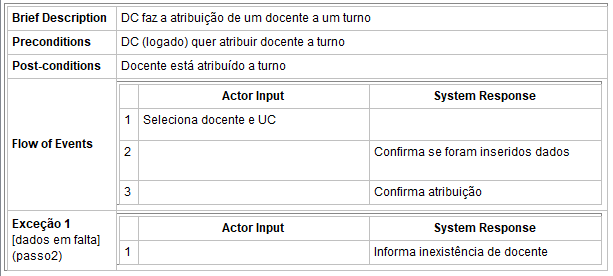 Brief Description DC faz a atribuição de um docente a um turno
Preconditions DC (logado) quer atribuir docente a turno
Post-conditions Docente está atribuído a turno
Flow of Events
Actor Input System Response
1 Seleciona docente e UC
2 Confirma se foram inseridos dados
3 Confirma atribuição
Exceção 1
[dados em falta]
(passo2)
Actor Input System Response
1 Informa inexistência de docente